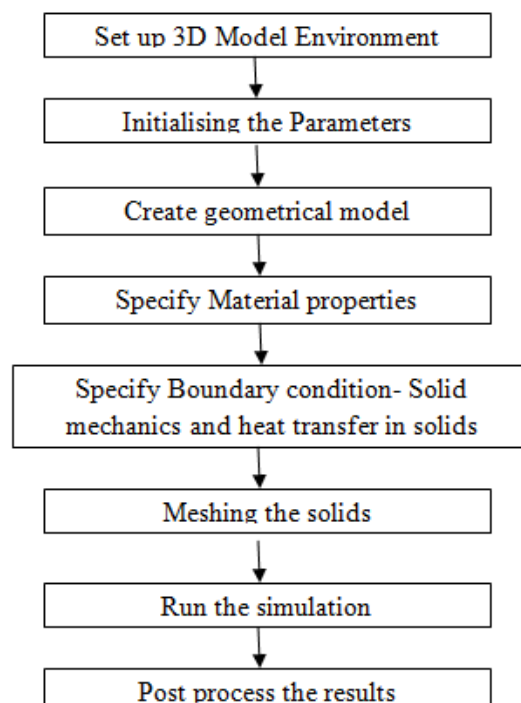 Set up 3D Model Environment
Initialising the Parameters
Create geometrical model
Specify Material properties
Specify Boundary condition- Solid
mechanics and heat transfer in solids
Meshing the solids
Run the simulation
Post process the results